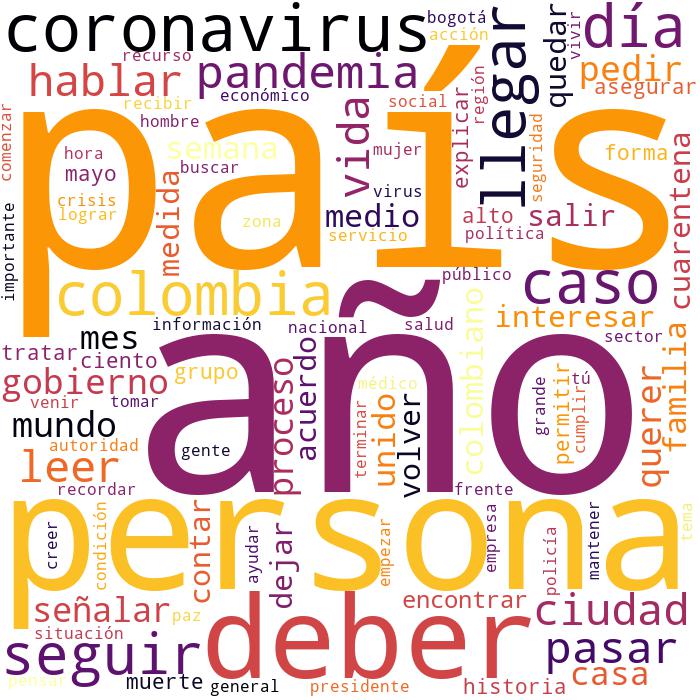 coronavirus
bogotá
acción
día
vivir
quedar
llegar
recurso
hablar
pandemia
pedir
asegurar
económico
recibir
hombre
social
región
explicar
comenzar
país
semana
vida
mujer
seguridad
forma
hora
mayo
buscar
virus
crisis
lograr
medida
zona
medio
servicio
alto
política
salir
cuarentena
importante
colombia
público
caso
interesar
información
nacional
salud
sector
mes
año
tratar
ciento
grupo
gobierno
venir
tomar
proceso
acuerdo
médico
unido
volver
colombiano
terminar
grande
permitir
cumplir
tú
querer
familia
mundo
autoridad
gente
leer
recordar
frente
persona
creer
condición
contar
ayudar
dejar
empezar
empresa
policía
mantener
tema
señalar
paz
encontrar
ciudad
situación
deber
seguir
pasar
pensar
muerte
general
presidente
historia
casa